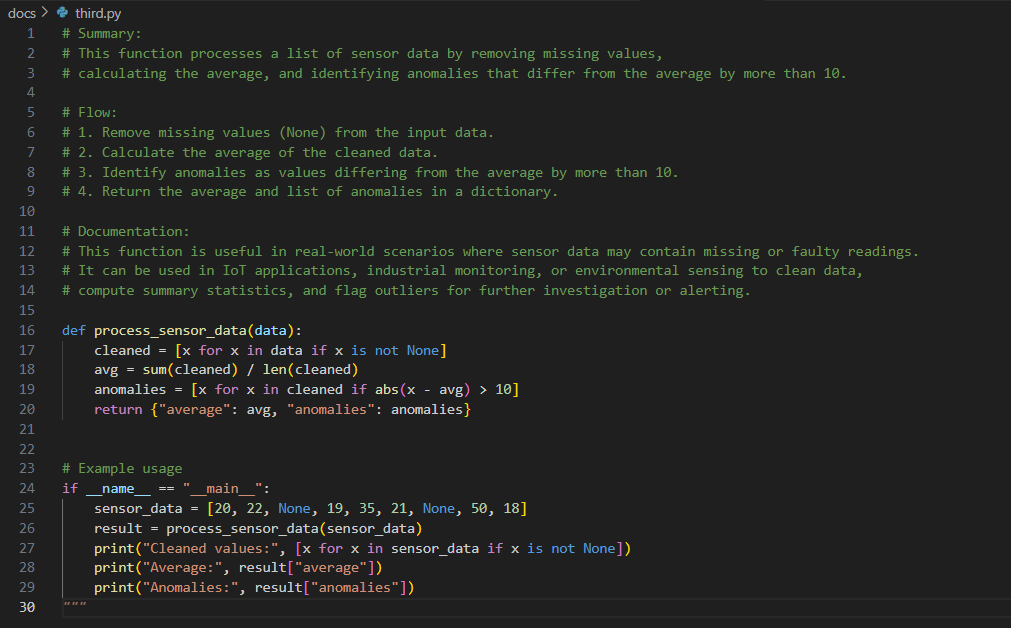 docs > third.py
1 # Summary:
2 # This function processes a list of sensor data by removing missing values,
3 # calculating the average, and identifying anomalies that differ from the average by more than 10.
4
5 # Flow:
6 # 1. Remove missing values (None) from the input data.
7 # 2. Calculate the average of the cleaned data.
8 # 3. Identify anomalies as values differing from the average by more than 10.
9 # 4. Return the average and list of anomalies in a dictionary.
10
11 # Documentation:
12 # This function is useful in real-world scenarios where sensor data may contain missing or faulty readings.
13 # It can be used in IoT applications, industrial monitoring, or environmental sensing to clean data,
14 # compute summary statistics, and flag outliers for further investigation or alerting.
15
16 def process_sensor_data(data):
17     cleaned = [x for x in data if x is not None]
18     avg = sum(cleaned) / len(cleaned)
19     anomalies = [x for x in cleaned if abs(x - avg) > 10]
20     return {"average": avg, "anomalies": anomalies}
21
22
23 # Example usage
24 if __name__ == "__main__":
25     sensor_data = [20, 22, None, 19, 35, 21, None, 50, 18]
26     result = process_sensor_data(sensor_data)
27     print("Cleaned values:", [x for x in sensor_data if x is not None])
28     print("Average:", result["average"])
29     print("Anomalies:", result["anomalies"])
30 """